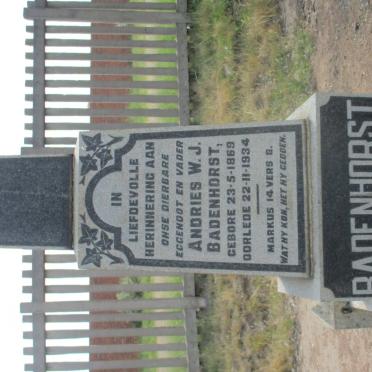 IN
LIEFDEVOLLE
HERINNERING AAN
ONSE DIERBARE
EGGENOOT EN VADER
ANDRIES W. J.
BADENHORST,
GEBORE 23-5-1869
OORLEDE 22-11-1934
MARKUS 14 VERS 8.
WAT HY KON, HET HY GEDOEN.
BADENHORST